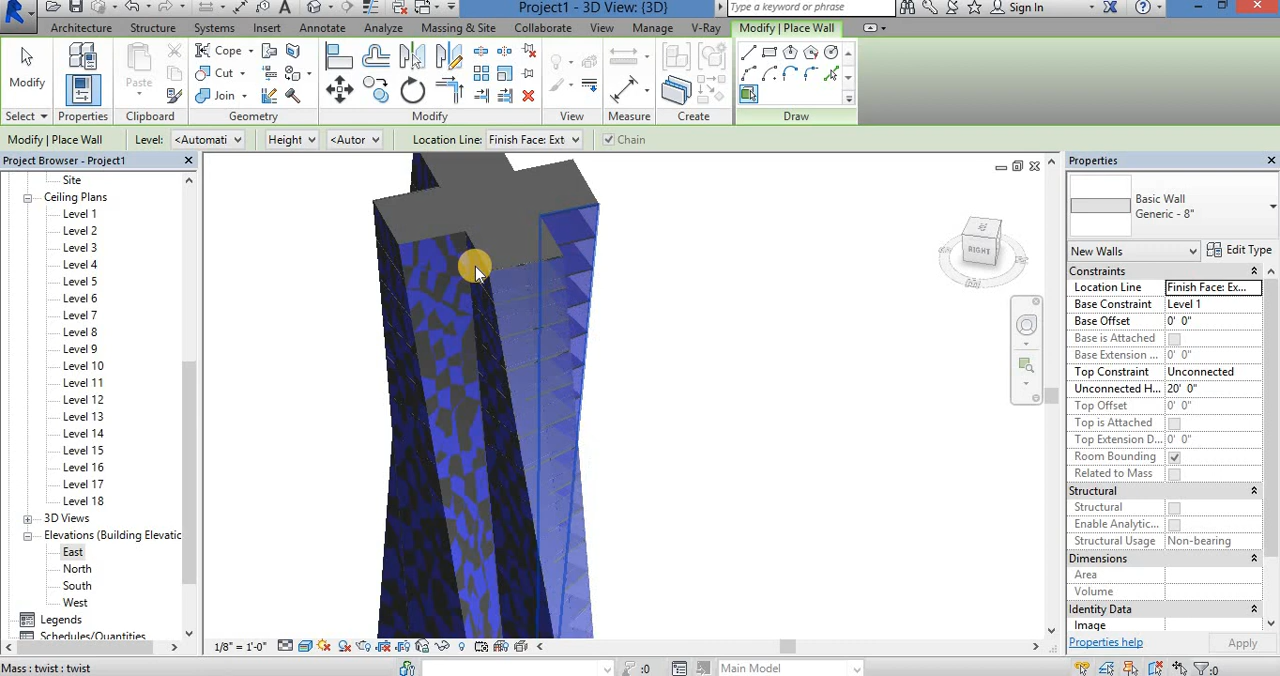 Project1 - 3D View: {3D}
Type a keyword or phrase
Sign In
Architecture Structure Systems Insert Annotate Analyze Massing & Site Collaborate View Manage V-Ray Modify | Place Wall
Modify
Paste
Cope
Cut
Join
Select Properties Clipboard Geometry Modify View Measure Create Draw
Modify | Place Wall Level: <Automati Height <Autor Location Line: Finish Face: Ext Chain
Project Browser - Project1
Site
Ceiling Plans
Level 1
Level 2
Level 3
Level 4
Level 5
Level 6
Level 7
Level 8
Level 9
Level 10
Level 11
Level 12
Level 13
Level 14
Level 15
Level 16
Level 17
Level 18
3D Views
Elevations (Building Elevatic
East
North
South
West
Legends
Schedules/Quantities
RIGHT
Properties
Basic Wall
Generic - 8"
New Walls Edit Type
Constraints
Location Line Finish Face: Ex...
Base Constraint Level 1
Base Offset 0' 0"
Base is Attached
Base Extension ... 0' 0"
Top Constraint Unconnected
Unconnected H... 20' 0"
Top Offset 0' 0"
Top is Attached
Top Extension D... 0' 0"
Room Bounding
Related to Mass
Structural
Structural
Enable Analytic...
Structural Usage Non-bearing
Dimensions
Area
Volume
Identity Data
Image
Properties help Apply
1/8" = 1'-0"
Mass : twist : twist
:0
Main Model
:0